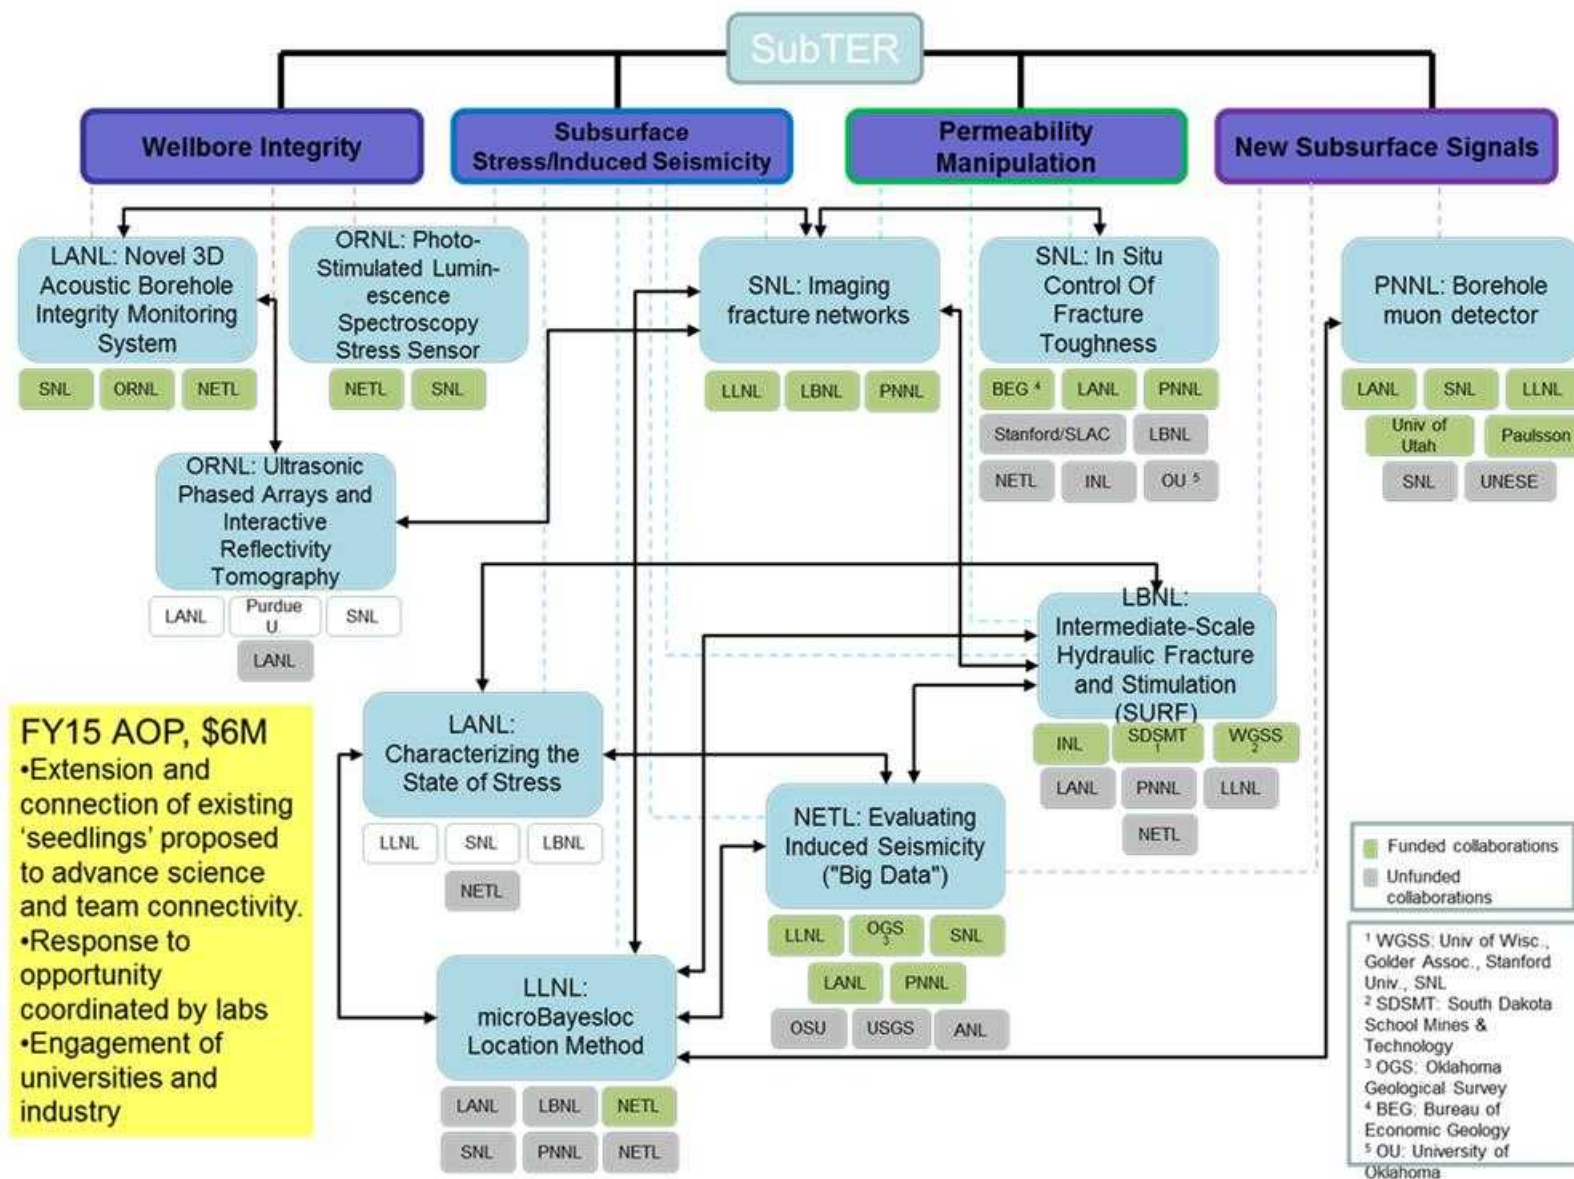 SubTER
Wellbore Integrity
Subsurface
Stress/Induced Seismicity
Permeability
Manipulation
New Subsurface Signals
LANL: Novel 3D
Acoustic Borehole
Integrity Monitoring
System
SNL
ORNL
NETL
ORNL: Photo-
Stimulated Lumin-
escence
Spectroscopy
Stress Sensor
NETL
SNL
SNL: Imaging
fracture networks
LLNL
LBNL
PNNL
SNL: In Situ
Control Of
Fracture
Toughness
BEG 4
LANL
PNNL
Stanford/SLAC
LBNL
NETL
INL
OU 5
PNNL: Borehole
muon detector
LANL
SNL
LLNL
Univ of
Utah
Paulsson
SNL
UNESE
ORNL: Ultrasonic
Phased Arrays and
Interactive
Reflectivity
Tomography
LANL
Purdue
U.
SNL
LANL
LBNL:
Intermediate-Scale
Hydraulic Fracture
and Stimulation
(SURF)
INL
SDSMT
1
WGSS
2
LANL
PNNL
LLNL
NETL
LANL:
Characterizing the
State of Stress
LLNL
SNL
LBNL
NETL
NETL: Evaluating
Induced Seismicity
("Big Data")
LLNL
OGS
3
SNL
LANL
PNNL
OSU
USGS
ANL
LLNL:
microBayesloc
Location Method
LANL
LBNL
NETL
SNL
PNNL
NETL
FY15 AOP, $6M
•Extension and
connection of existing
‘seedlings’ proposed
to advance science
and team connectivity.
•Response to
opportunity
coordinated by labs
•Engagement of
universities and
industry
Funded collaborations
Unfunded
collaborations
1 WGSS: Univ of Wisc.,
Golder Assoc., Stanford
Univ., SNL
2 SDSMT: South Dakota
School Mines &
Technology
3 OGS: Oklahoma
Geological Survey
4 BEG: Bureau of
Economic Geology
5 OU: University of
Oklahoma